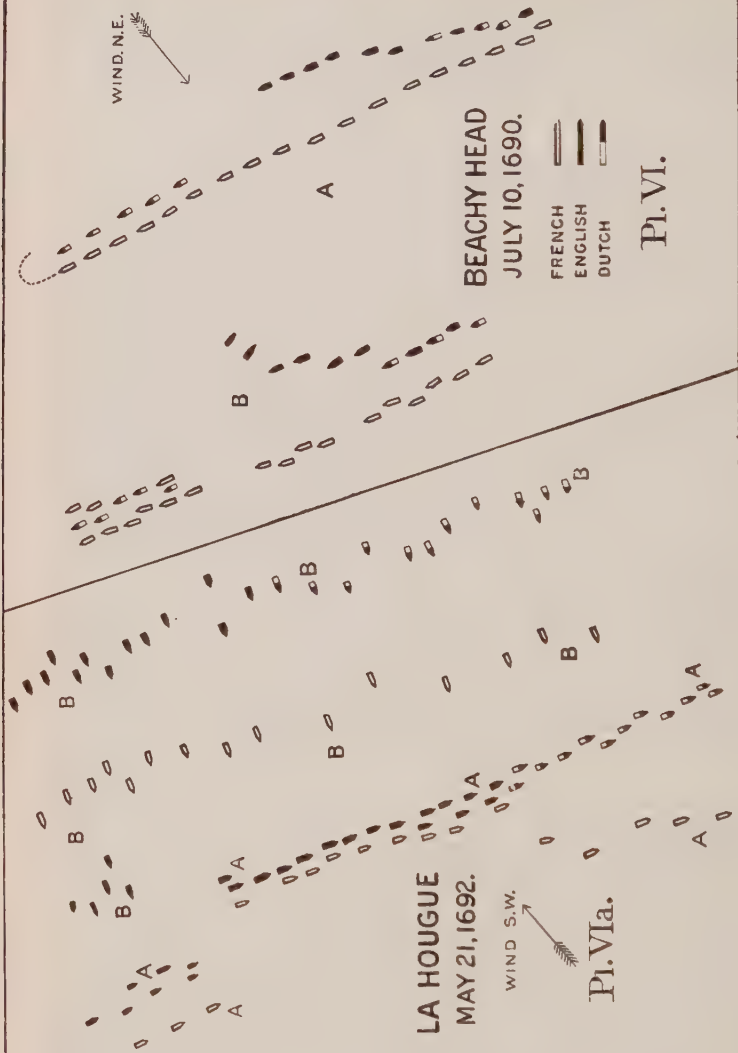 WIND. N.E.
A
B
BEACHY HEAD
JULY 10, 1690.
FRENCH
ENGLISH
DUTCH
Pl. VI.
B
B
B
B
B
B
B
A
A
A
A
A
A
LA HOUGUE
MAY 21, 1692.
WIND S.W.
Pl. VIa.